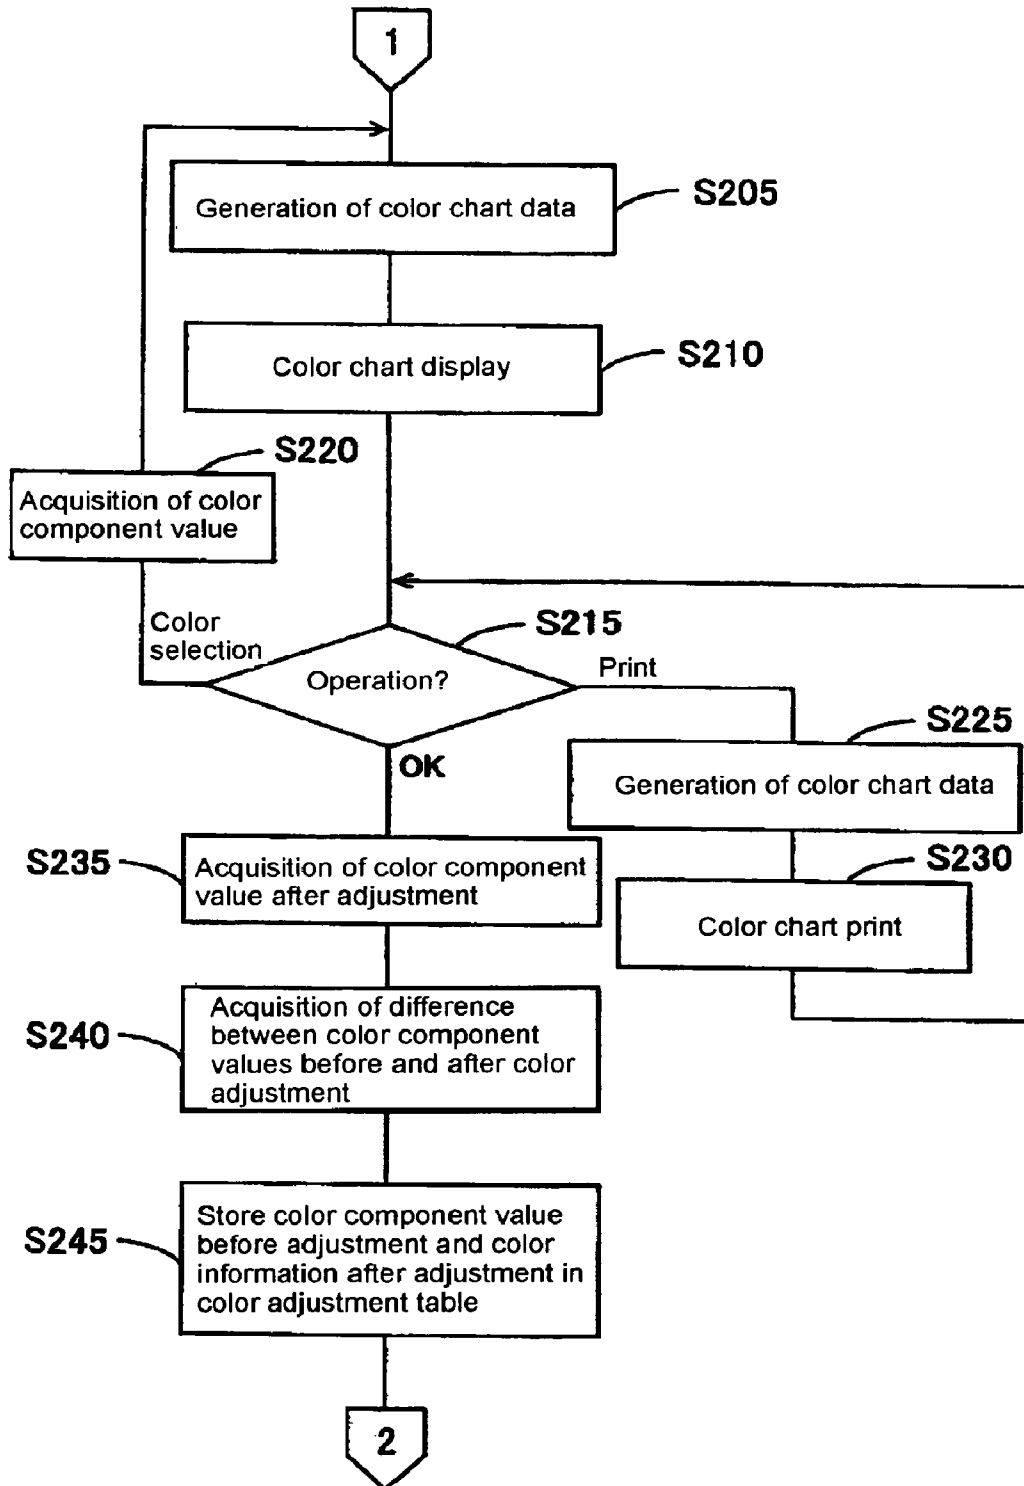 1
Generation of color chart data
S205
Color chart display
S210
S220
Acquisition of color
component value
Color
selection
S215
Operation?
Print
OK
S225
Generation of color chart data
S230
Color chart print
S235
Acquisition of color component
value after adjustment
S240
Acquisition of difference
between color component
values before and after color
adjustment
S245
Store color component value
before adjustment and color
information after adjustment in
color adjustment table
2